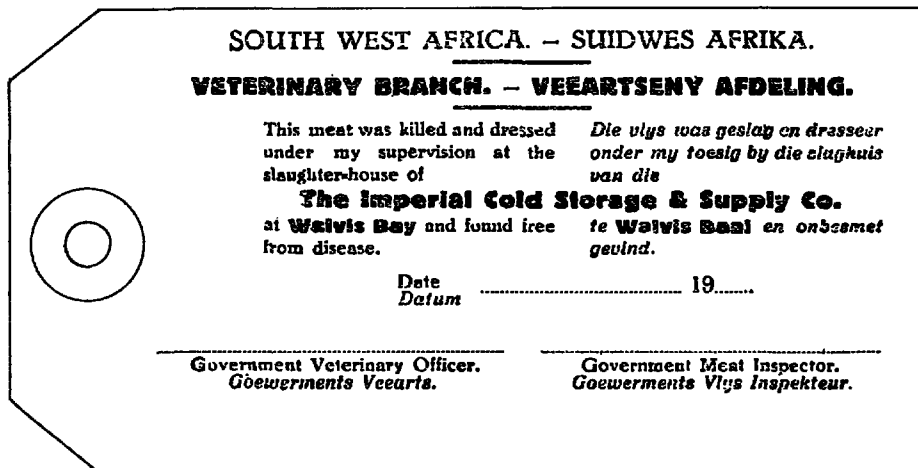 SOUTH WEST AFRICA. – SUIDWES AFRIKA.
VETERINARY BRANCH. – VEEARTSENY AFDELING.
This meat was killed and dressed
under my supervision at the
slaughter-house of
Die vlys was geslag en dresseer
onder my toesig by die slaghuis
van die
The Imperial Cold Storage & Supply Co.
at Walvis Bay and found free
from disease.
te Walvis Baai en onbesmet
gevind.
Date
Datum ........................................ 19........
Government Veterinary Officer.
Goewerments Veearts.
Government Meat Inspector.
Goewerments Vlys Inspekteur.